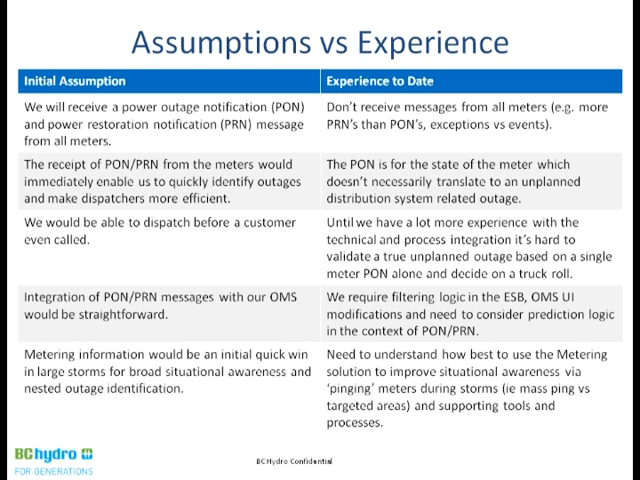 Assumptions vs Experience
Initial Assumption
Experience to Date
We will receive a power outage notification (PON)
and power restoration notification (PRN) message
from all meters.
Don't receive messages from all meters (e.g. more
PRN's than PON's, exceptions vs events).
The receipt of PON/PRN from the meters would
immediately enable us to quickly identify outages
and make dispatchers more efficient.
The PON is for the state of the meter which
doesn't necessarily translate to an unplanned
distribution system related outage.
We would be able to dispatch before a customer
even called.
Until we have a lot more experience with the
technical and process integration it's hard to
validate a true unplanned outage based on a single
meter PON alone and decide on a truck roll.
Integration of PON/PRN messages with our OMS
would be straightforward.
We require filtering logic in the ESB, OMS UI
modifications and need to consider prediction logic
in the context of PON/PRN.
Metering information would be an initial quick win
in large storms for broad situational awareness and
nested outage identification.
Need to understand how best to use the Metering
solution to improve situational awareness via
'pinging' meters during storms (ie mass ping vs
targeted areas) and supporting tools and
processes.
BChydro
FOR GENERATIONS
BCHydro Confidential